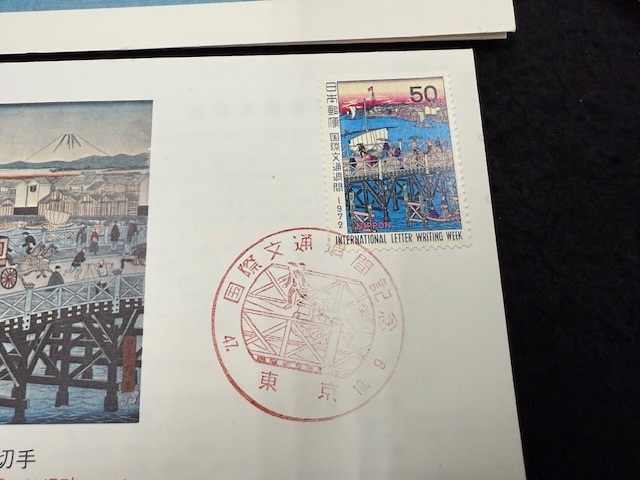 日本郵便
50
国際文通週間
1972
NIPPON
INTERNATIONAL LETTER WRITING WEEK
国際文通週間記念
47.
10. 9
東京
切手